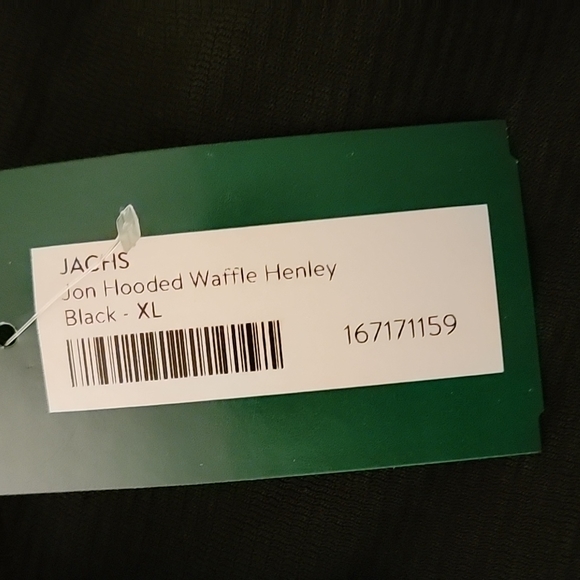 JACHS
Jon Hooded Waffle Henley
Black - XL
167171159